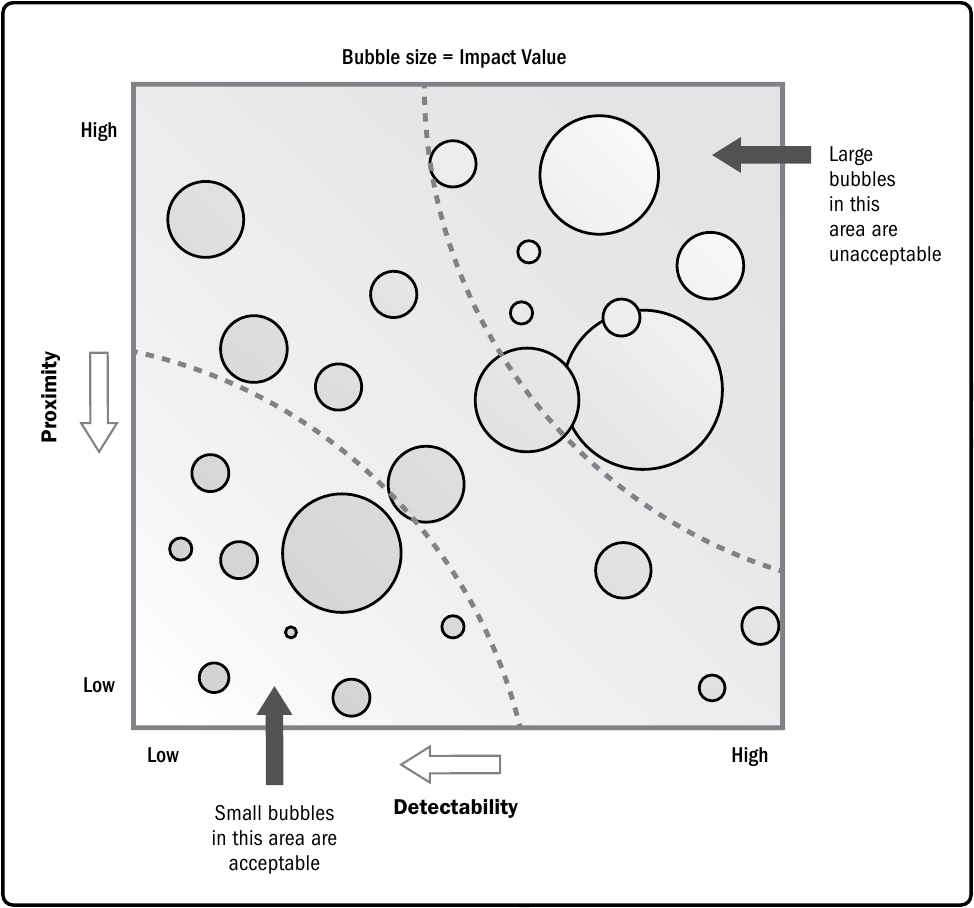 Bubble size = Impact Value
High
Large
bubbles
in this
area are
unacceptable
Proximity
Low
Low
High
Detectability
Small bubbles
in this area are
acceptable